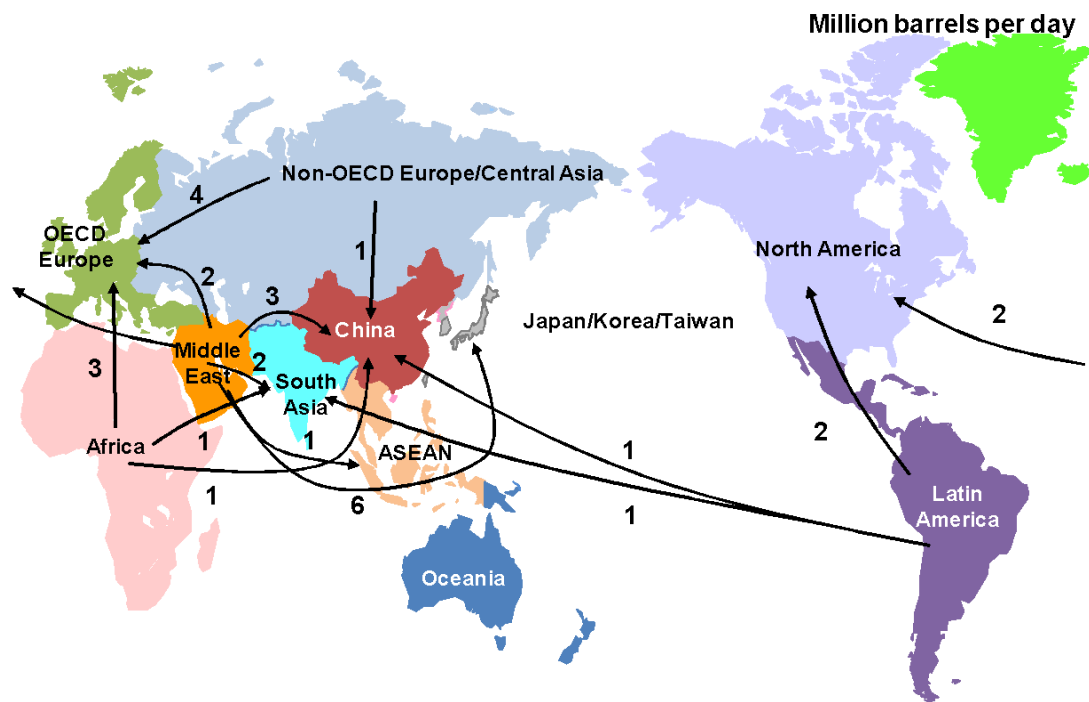 Million barrels per day
Non-OECD Europe/Central Asia
4
OECD
Europe
1
North America
2
3
2
China
Japan/Korea/Taiwan
Middle
East
2
3
South
Asia
Africa
1
1
ASEAN
2
1
1
6
1
Latin
America
Oceania